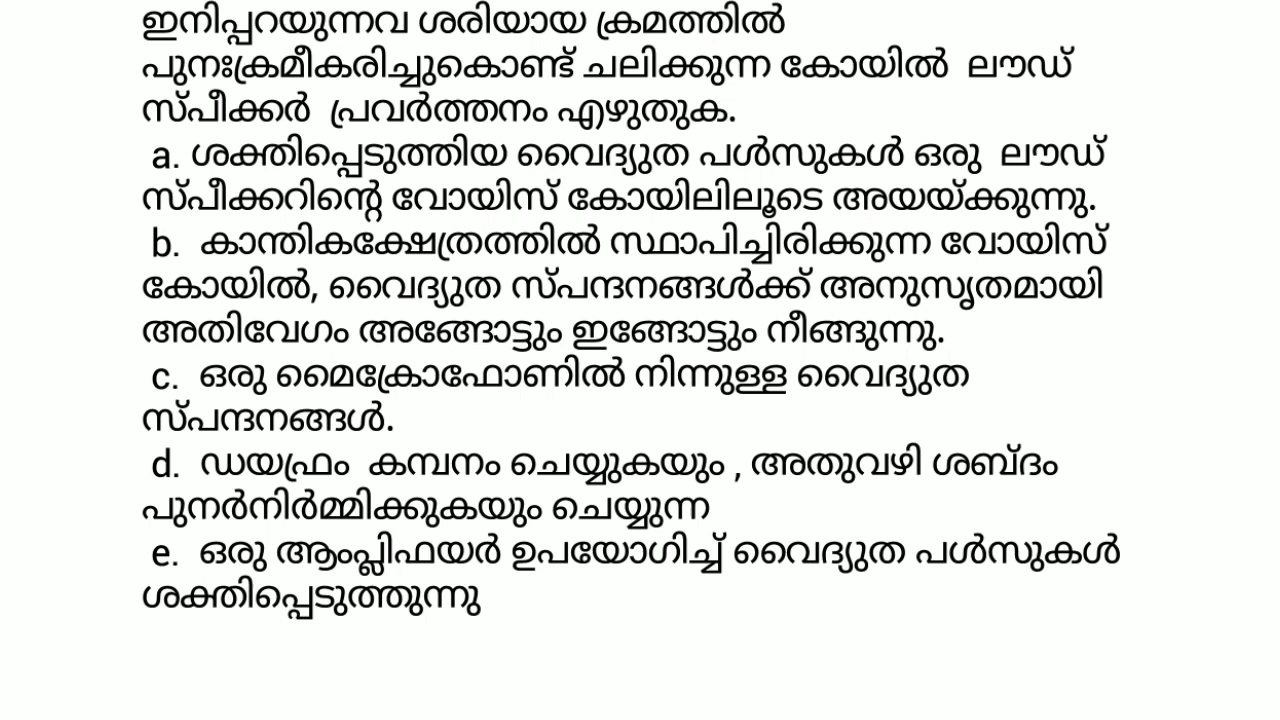 ഇനിപ്പറയുന്നവ ശരിയായ ക്രമത്തിൽ
പുനഃക്രമീകരിച്ചുകൊണ്ട് ചലിക്കുന്ന കോയിൽ ലൗഡ്
സ്പീക്കർ പ്രവർത്തനം എഴുതുക.
a. ശക്തിപ്പെടുത്തിയ വൈദ്യുത പൾസുകൾ ഒരു ലൗഡ്
സ്പീക്കറിന്റെ വോയിസ് കോയിലിലൂടെ അയയ്ക്കുന്നു.
b. കാന്തികക്ഷേത്രത്തിൽ സ്ഥാപിച്ചിരിക്കുന്ന വോയിസ്
കോയിൽ, വൈദ്യുത സ്പന്ദനങ്ങൾക്ക് അനുസൃതമായി
അതിവേഗം അങ്ങോട്ടും ഇങ്ങോട്ടും നീങ്ങുന്നു.
c. ഒരു മൈക്രോഫോണിൽ നിന്നുള്ള വൈദ്യുത
സ്പന്ദനങ്ങൾ.
d. ഡയഫ്രം കമ്പനം ചെയ്യുകയും , അതുവഴി ശബ്ദം
പുനർനിർമ്മിക്കുകയും ചെയ്യുന്ന
e. ഒരു ആംപ്ലിഫയർ ഉപയോഗിച്ച് വൈദ്യുത പൾസുകൾ
ശക്തിപ്പെടുത്തുന്നു